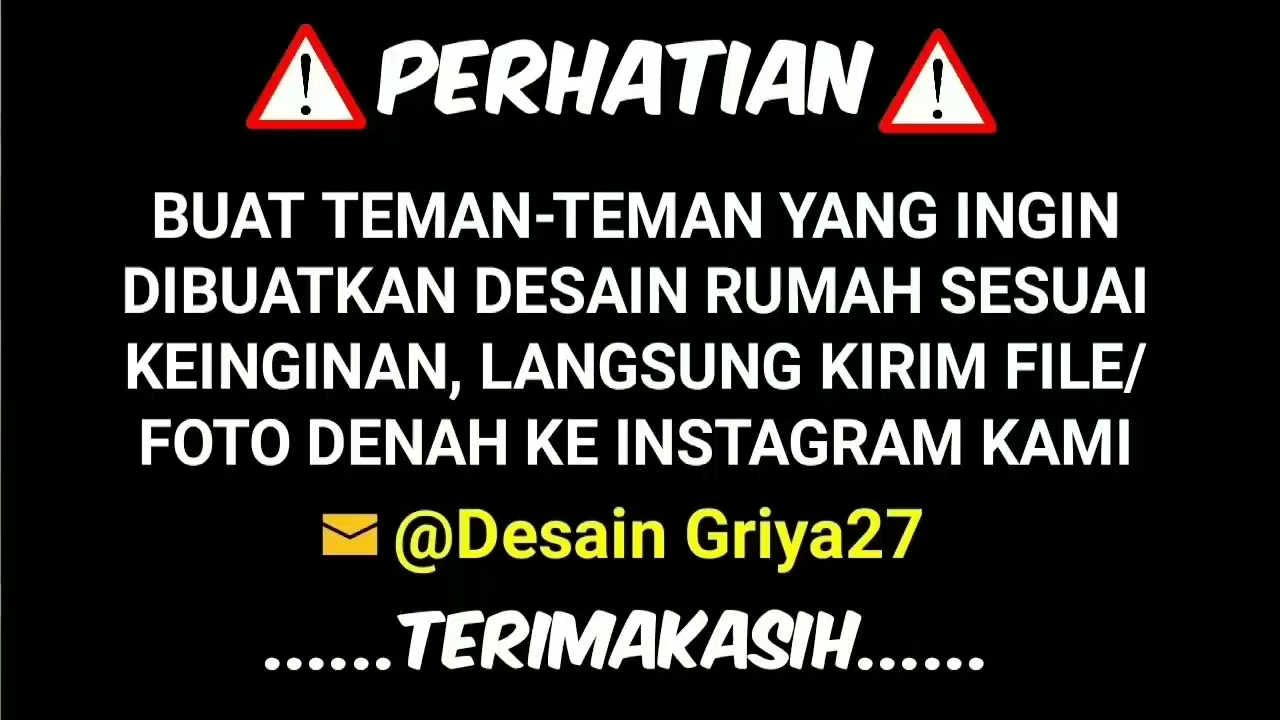 PERHATIAN
BUAT TEMAN-TEMAN YANG INGIN
DIBUATKAN DESAIN RUMAH SESUAI
KEINGINAN, LANGSUNG KIRIM FILE/
FOTO DENAH KE INSTAGRAM KAMI
@Desain Griya27
......TERIMAKASIH......